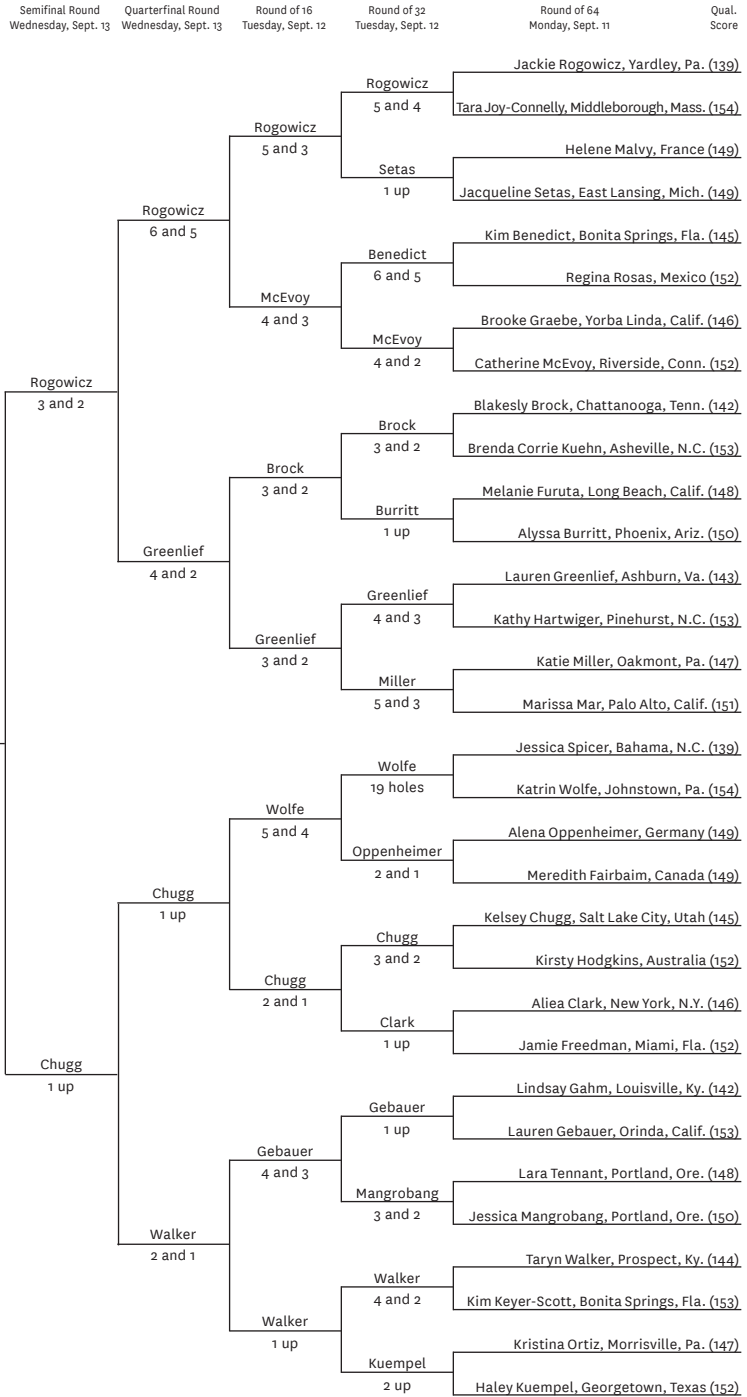 Semifinal Round
Wednesday, Sept. 13
Quarterfinal Round
Wednesday, Sept. 13
Round of 16
Tuesday, Sept. 12
Round of 32
Tuesday, Sept. 12
Round of 64
Monday, Sept. 11
Qual.
Score
Jackie Rogowicz, Yardley, Pa. (139)
Rogowicz
5 and 4
Tara Joy-Connelly, Middleborough, Mass. (154)
Rogowicz
5 and 3
Helene Malvy, France (149)
Setas
1 up
Jacqueline Setas, East Lansing, Mich. (149)
Rogowicz
6 and 5
Kim Benedict, Bonita Springs, Fla. (145)
Benedict
6 and 5
Regina Rosas, Mexico (152)
McEvoy
4 and 3
Brooke Graebe, Yorba Linda, Calif. (146)
McEvoy
4 and 2
Catherine McEvoy, Riverside, Conn. (152)
Rogowicz
3 and 2
Blakesly Brock, Chattanooga, Tenn. (142)
Brock
3 and 2
Brenda Corrie Kuehn, Asheville, N.C. (153)
Brock
3 and 2
Melanie Furuta, Long Beach, Calif. (148)
Burritt
1 up
Alyssa Burritt, Phoenix, Ariz. (150)
Greenlief
4 and 2
Lauren Greenlief, Ashburn, Va. (143)
Greenlief
4 and 3
Kathy Hartwiger, Pinehurst, N.C. (153)
Greenlief
3 and 2
Katie Miller, Oakmont, Pa. (147)
Miller
5 and 3
Marissa Mar, Palo Alto, Calif. (151)
Jessica Spicer, Bahama, N.C. (139)
Wolfe
19 holes
Katrin Wolfe, Johnstown, Pa. (154)
Wolfe
5 and 4
Alena Oppenheimer, Germany (149)
Oppenheimer
2 and 1
Meredith Fairbaim, Canada (149)
Chugg
1 up
Kelsey Chugg, Salt Lake City, Utah (145)
Chugg
3 and 2
Kirsty Hodgkins, Australia (152)
Chugg
2 and 1
Aliea Clark, New York, N.Y. (146)
Clark
1 up
Jamie Freedman, Miami, Fla. (152)
Chugg
1 up
Lindsay Gahm, Louisville, Ky. (142)
Gebauer
1 up
Lauren Gebauer, Orinda, Calif. (153)
Gebauer
4 and 3
Lara Tennant, Portland, Ore. (148)
Mangrobang
3 and 2
Jessica Mangrobang, Portland, Ore. (150)
Walker
2 and 1
Taryn Walker, Prospect, Ky. (144)
Walker
4 and 2
Kim Keyer-Scott, Bonita Springs, Fla. (153)
Walker
1 up
Kristina Ortiz, Morrisville, Pa. (147)
Kuempel
2 up
Haley Kuempel, Georgetown, Texas (152)